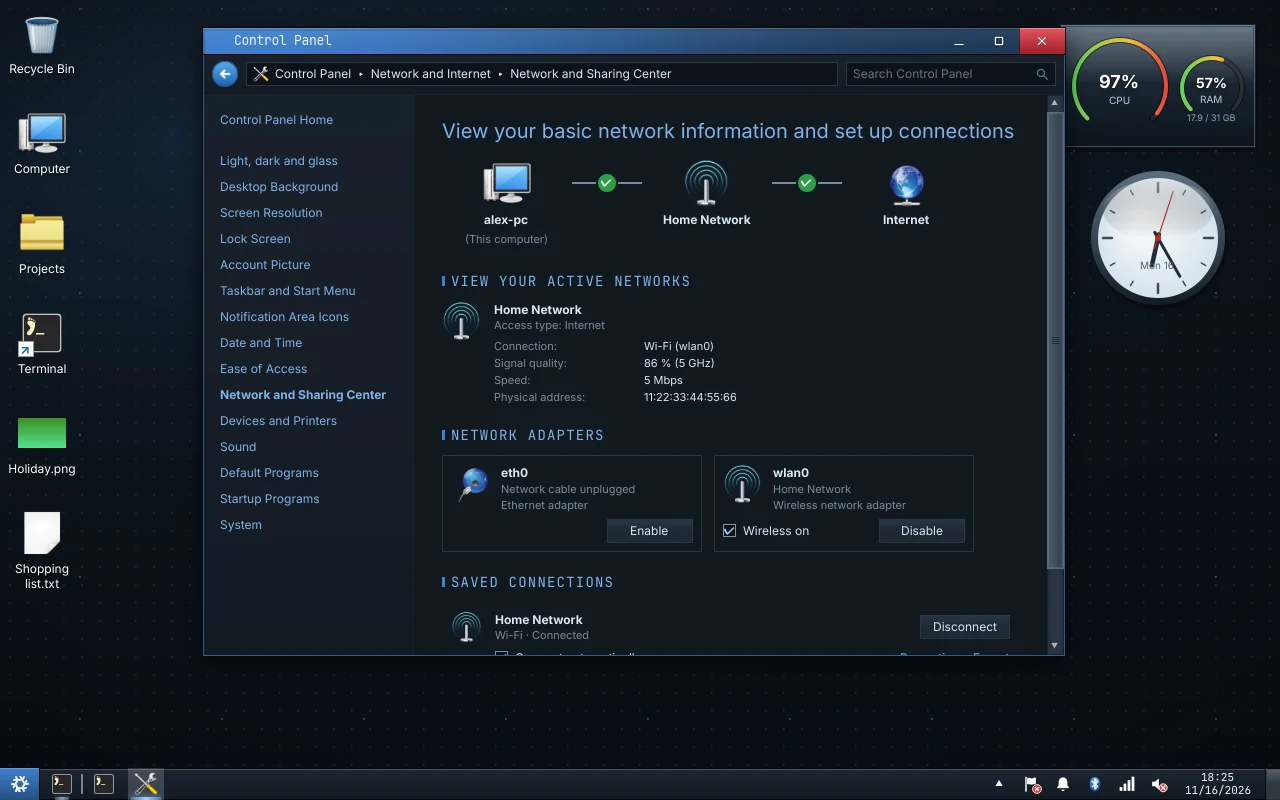 Recycle Bin
Computer
Projects
Terminal
Holiday.png
Shopping
list.txt
Control Panel
Control Panel ▸ Network and Internet ▸ Network and Sharing Center
Search Control Panel
Control Panel Home
Light, dark and glass
Desktop Background
Screen Resolution
Lock Screen
Account Picture
Taskbar and Start Menu
Notification Area Icons
Date and Time
Ease of Access
Network and Sharing Center
Devices and Printers
Sound
Default Programs
Startup Programs
System
View your basic network information and set up connections
alex-pc
(This computer)
Home Network
Internet
VIEW YOUR ACTIVE NETWORKS
Home Network
Access type: Internet
Connection: Wi-Fi (wlan0)
Signal quality: 86 % (5 GHz)
Speed: 5 Mbps
Physical address: 11:22:33:44:55:66
NETWORK ADAPTERS
eth0
Network cable unplugged
Ethernet adapter
Enable
wlan0
Home Network
Wireless network adapter
Wireless on
Disable
SAVED CONNECTIONS
Home Network
Wi-Fi · Connected
Disconnect
97%
CPU
57%
RAM
17.9 / 31 GB
Mon 16
18:25
11/16/2026